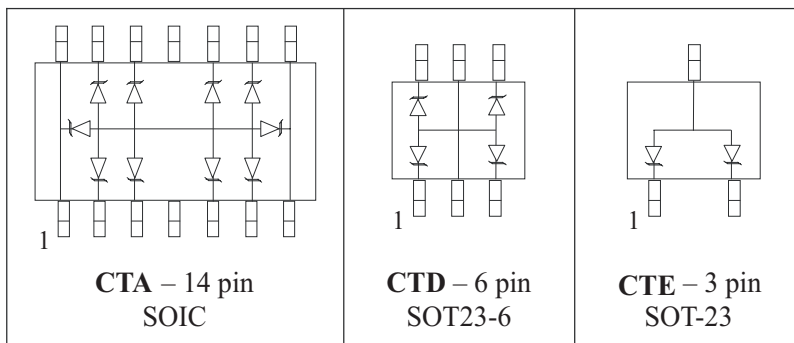 1
CTA – 14 pin
SOIC
1
CTD – 6 pin
SOT23-6
1
CTE – 3 pin
SOT-23